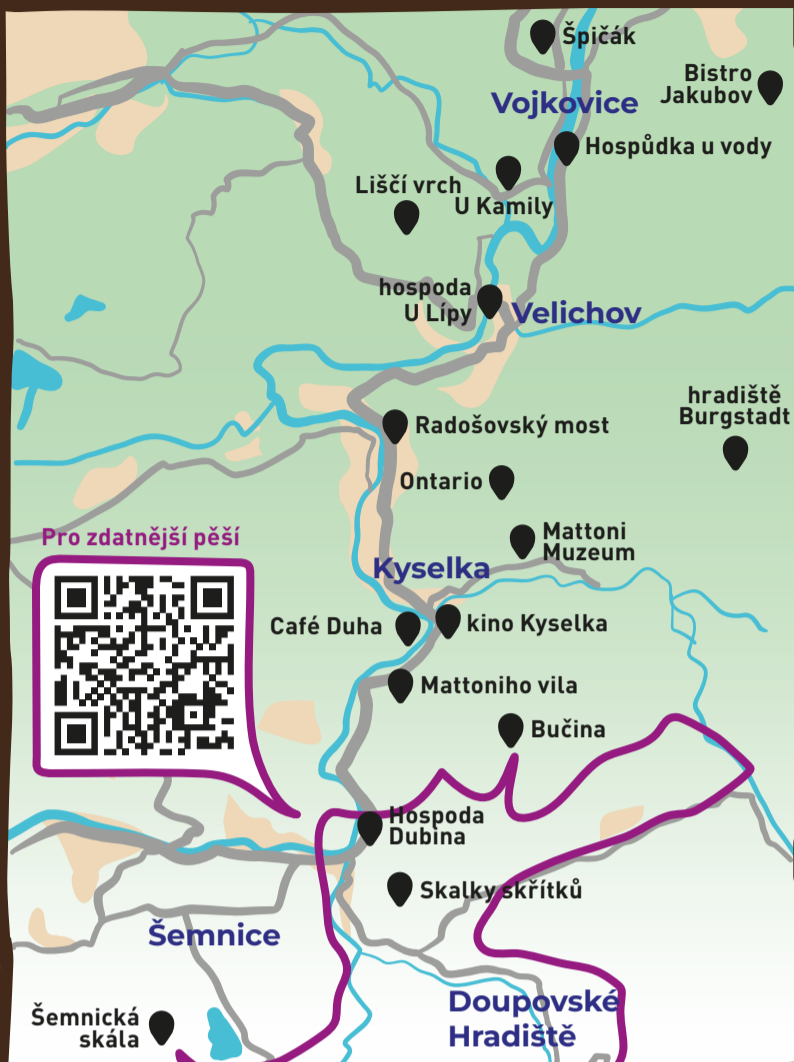 Špičák
Bistro
Jakubov
Vojkovice
Hospůdka u vody
Liščí vrch
U Kamily
hospoda
U Lípy
Velichov
hradiště
Burgstadt
Radošovský most
Ontario
Mattoni
Muzeum
Pro zdatnější pěší
Kyselka
Café Duha
kino Kyselka
Mattoniho vila
Bučina
Hospoda
Dubina
Skalky skřítků
Šemnice
Doupovské
Hradiště
Šemnická
skála